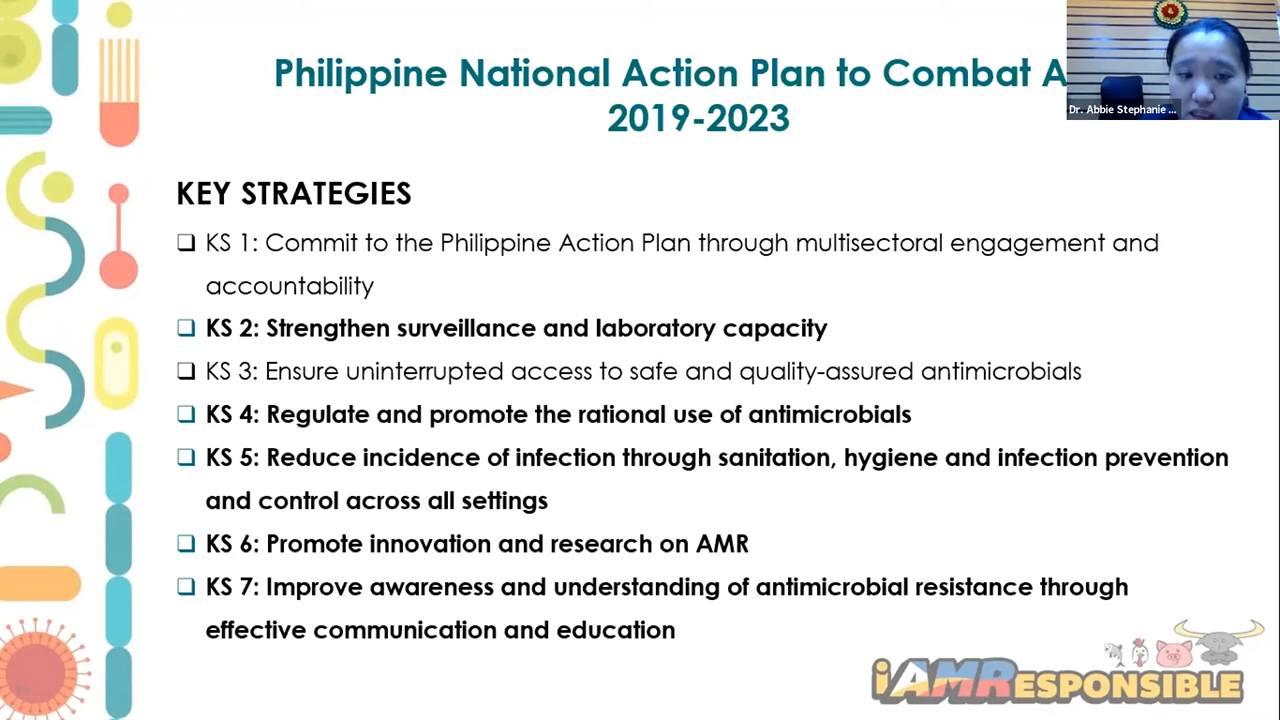 Philippine National Action Plan to Combat A
2019-2023
Dr. Abbie Stephanie ...
KEY STRATEGIES
❑ KS 1: Commit to the Philippine Action Plan through multisectoral engagement and
accountability
❑ KS 2: Strengthen surveillance and laboratory capacity
❑ KS 3: Ensure uninterrupted access to safe and quality-assured antimicrobials
❑ KS 4: Regulate and promote the rational use of antimicrobials
❑ KS 5: Reduce incidence of infection through sanitation, hygiene and infection prevention
and control across all settings
❑ KS 6: Promote innovation and research on AMR
❑ KS 7: Improve awareness and understanding of antimicrobial resistance through
effective communication and education
iAMRESPONSIBLE